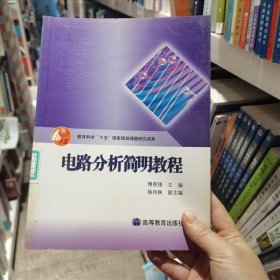 教育科学“十五”国家规划课题研究成果
电路分析简明教程
傅恩锡 主 编
杨四秧 副主编
高等教育出版社